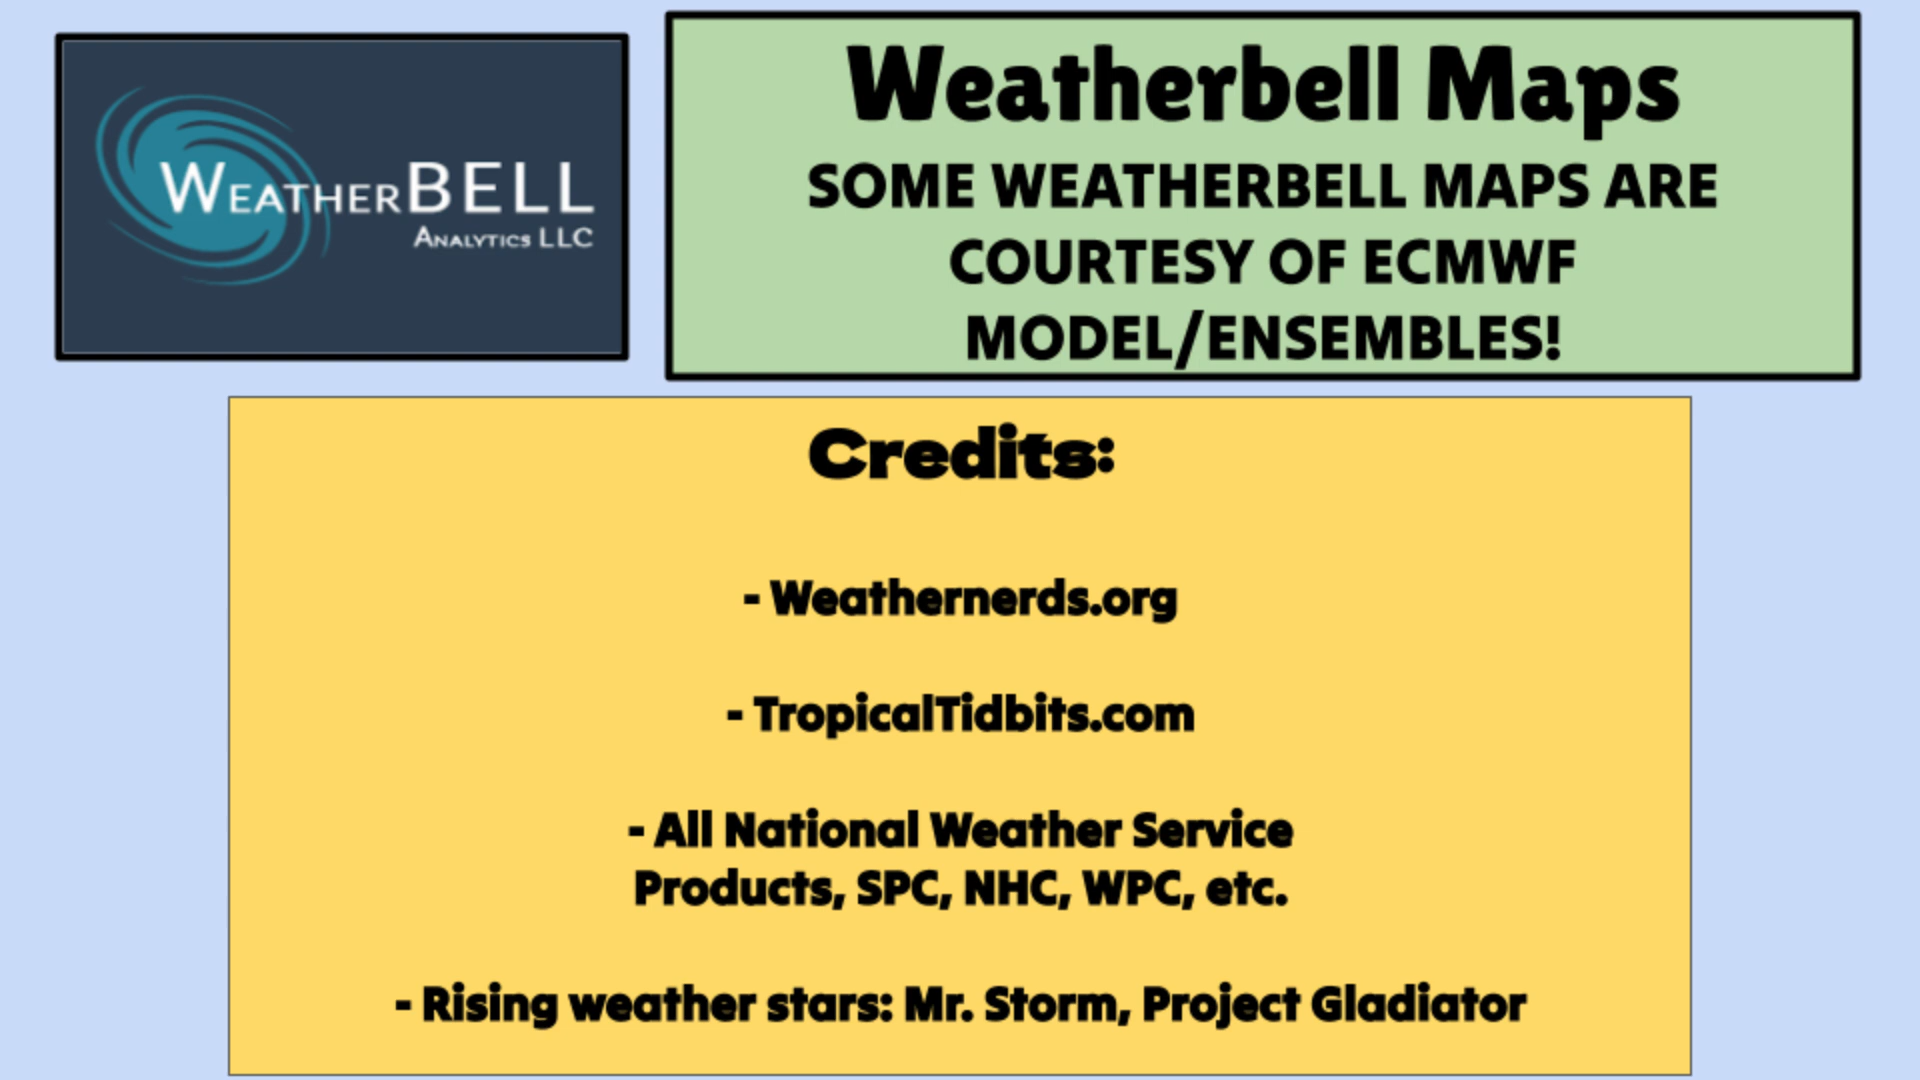 WEATHERBELL
ANALYTICS LLC
Weatherbell Maps
SOME WEATHERBELL MAPS ARE
COURTESY OF ECMWF
MODEL/ENSEMBLES!
Credits:
- Weathernerds.org
- TropicalTidbits.com
- All National Weather Service
Products, SPC, NHC, WPC, etc.
- Rising weather stars: Mr. Storm, Project Gladiator